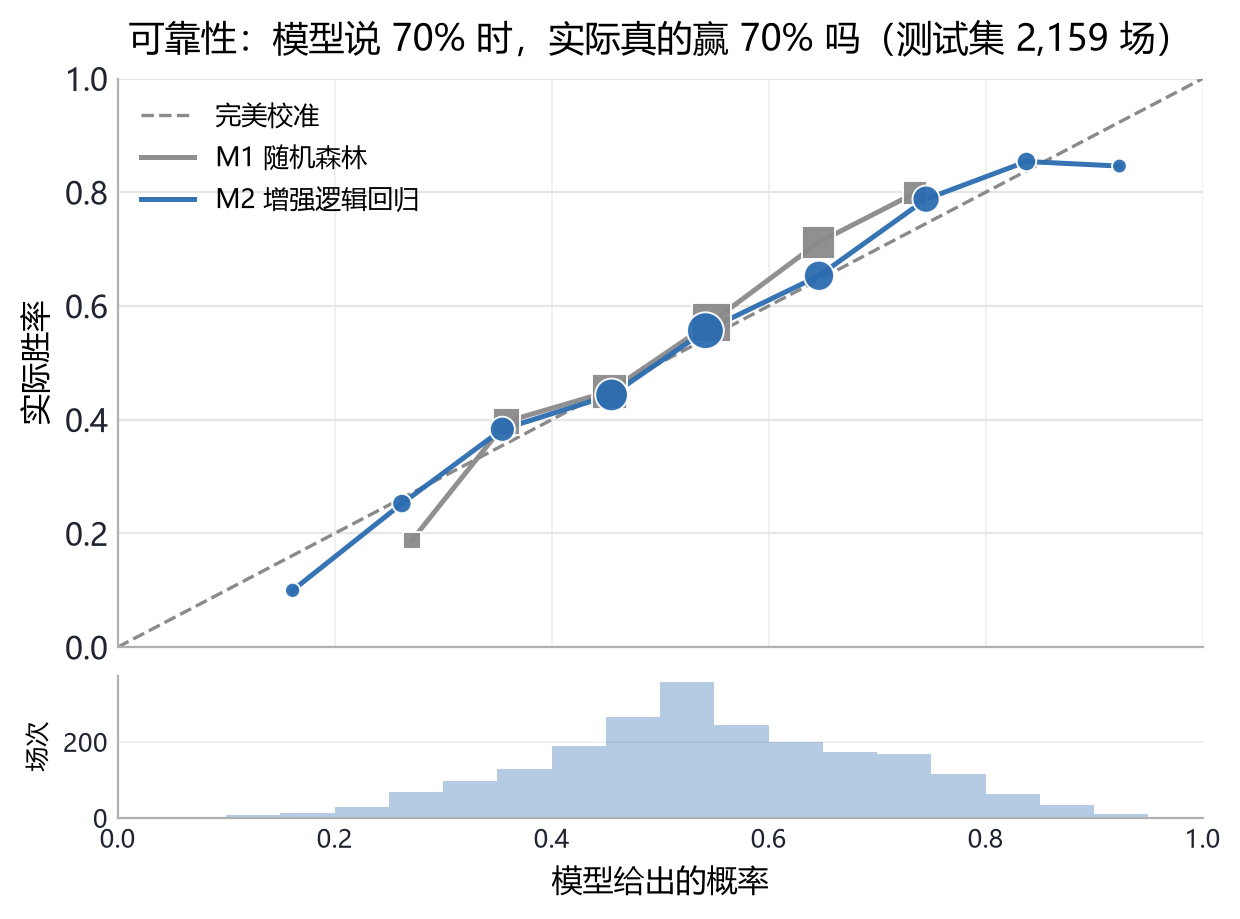 可靠性：模型说 70% 时，实际真的赢 70% 吗（测试集 2,159 场）
1.0
0.8
0.6
0.4
0.2
0.0
实际胜率
完美校准
M1 随机森林
M2 增强逻辑回归
场次
200
0
0.0 0.2 0.4 0.6 0.8 1.0
模型给出的概率